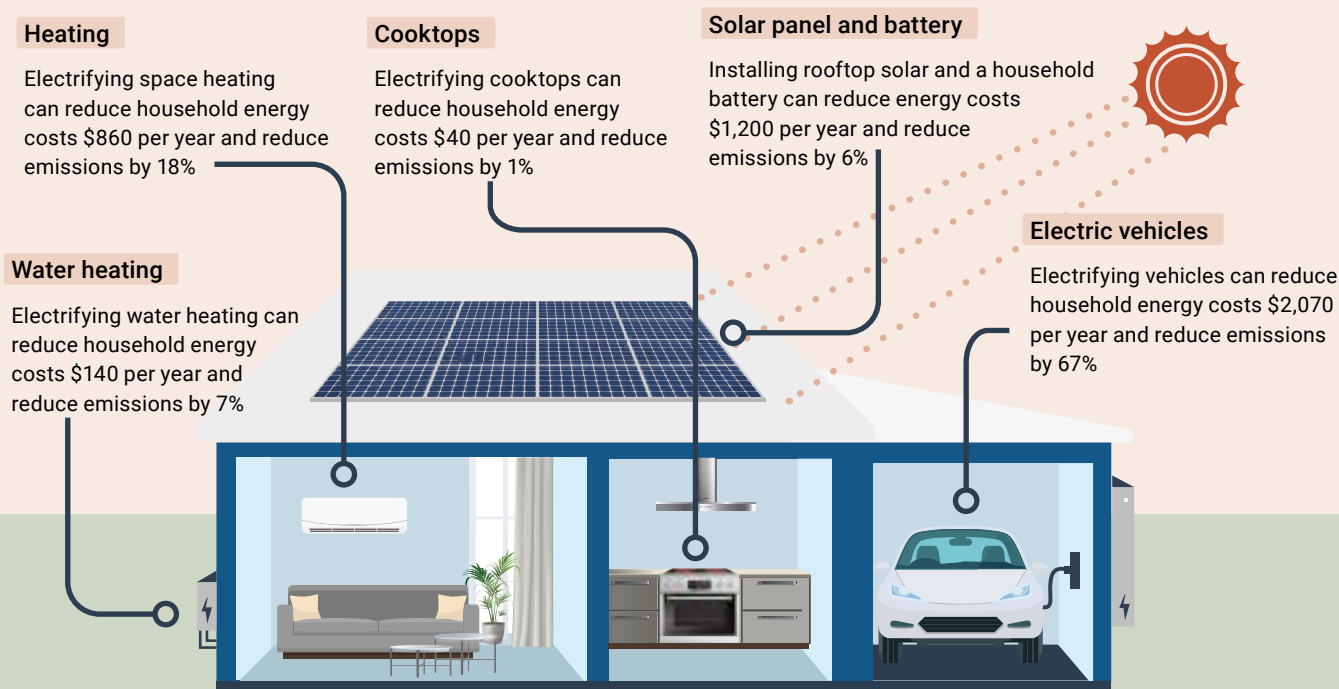 Heating
Electrifying space heating
can reduce household energy
costs $860 per year and reduce
emissions by 18%
Cooktops
Electrifying cooktops can
reduce household energy
costs $40 per year and reduce
emissions by 1%
Solar panel and battery
Installing rooftop solar and a household
battery can reduce energy costs
$1,200 per year and reduce
emissions by 6%
Water heating
Electrifying water heating can
reduce household energy
costs $140 per year and
reduce emissions by 7%
Electric vehicles
Electrifying vehicles can reduce
household energy costs $2,070
per year and reduce emissions
by 67%